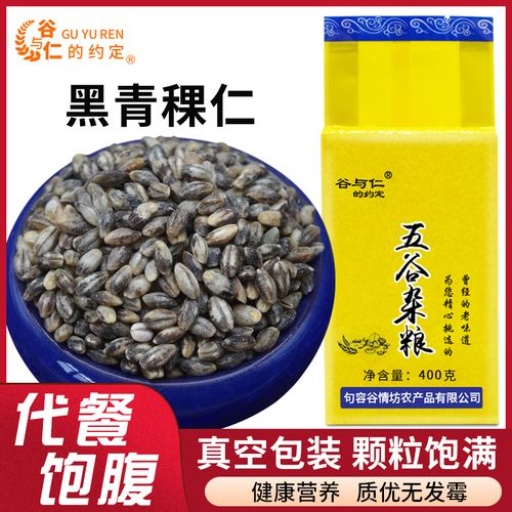 谷与仁
GU YU REN
的约定®
黑青稞仁
谷与仁®
的约定
五谷杂粮
曾经的老味道
为您精心挑选的
净含量：400克
句容谷情坊农产品有限公司
代餐
饱腹
真空包装 颗粒饱满
健康营养 质优无发霉